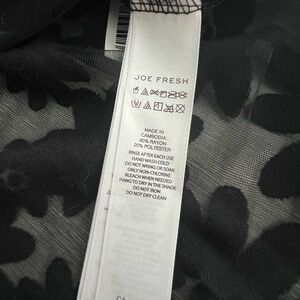 JOE FRESH
MADE IN
CAMBODIA
80% RAYON
20% POLYESTER
RINSE AFTER EACH USE
HAND WASH COLD
DO NOT WRING OR SOAK
ONLY NON-CHLORINE
BLEACH WHEN NEEDED
HANG TO DRY IN THE SHADE
DO NOT IRON
DO NOT DRY CLEAN